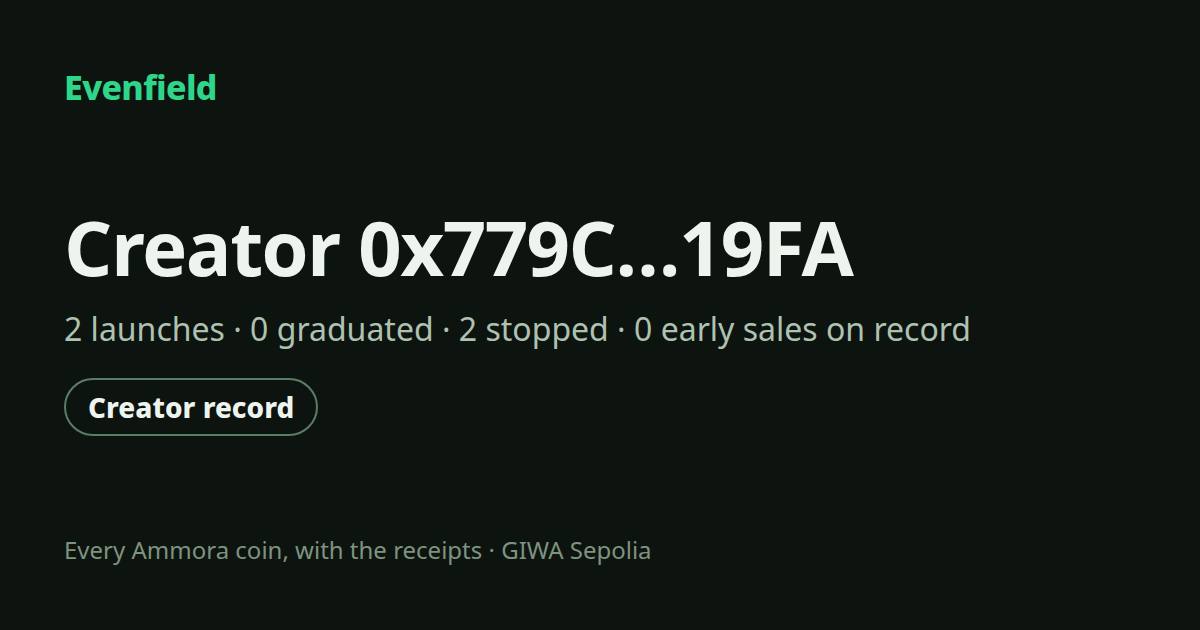 Evenfield
Creator 0x779C...19FA
2 launches · 0 graduated · 2 stopped · 0 early sales on record
Creator record
Every Ammora coin, with the receipts · GIWA Sepolia